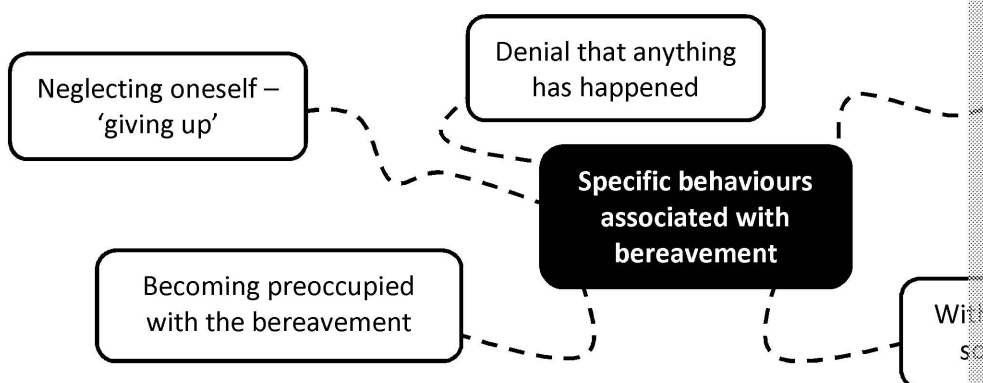 Denial that anything
has happened
Neglecting oneself –
‘giving up’
Specific behaviours
associated with
bereavement
Becoming preoccupied
with the bereavement